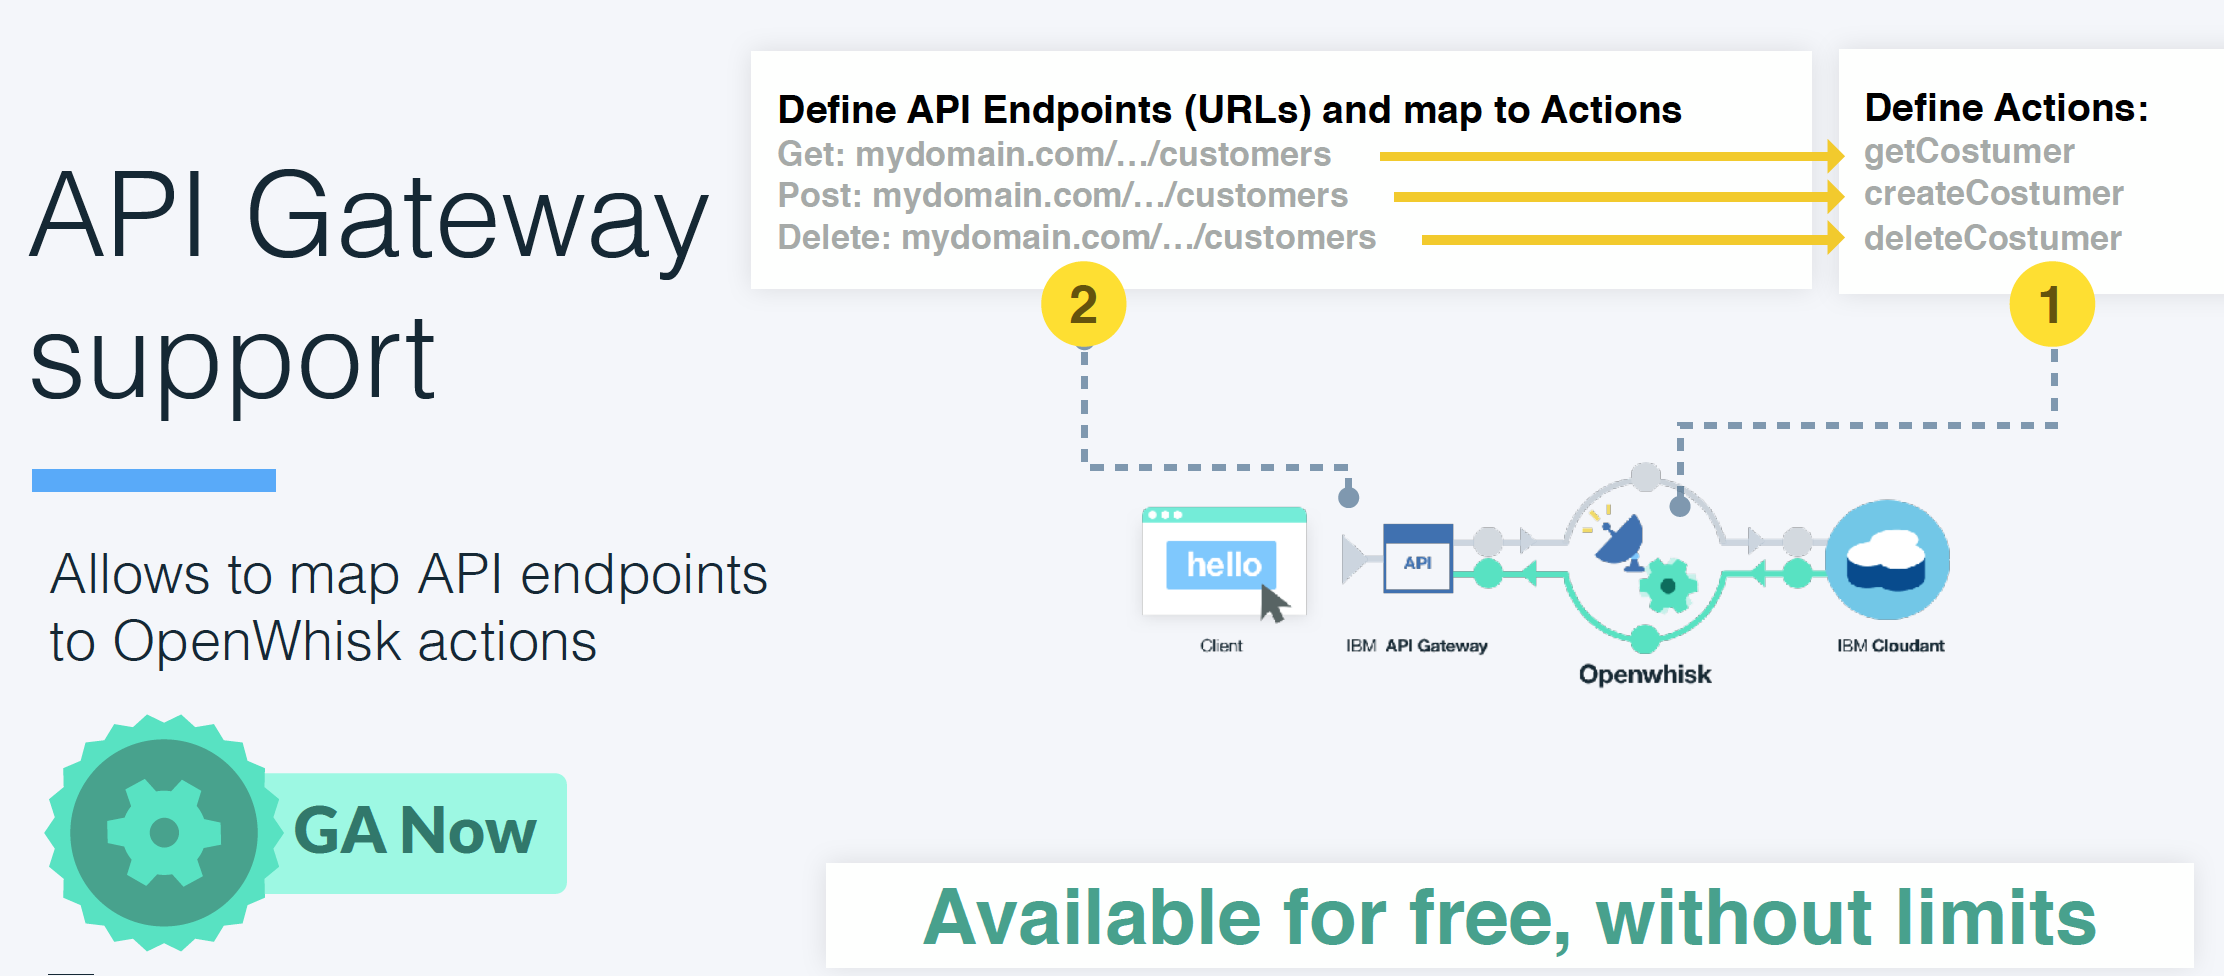 API Gateway
support
Allows to map API endpoints
to OpenWhisk actions
GA Now
Define API Endpoints (URLs) and map to Actions
Get: mydomain.com/…/customers
Post: mydomain.com/…/customers
Delete: mydomain.com/…/customers
2
Define Actions:
getCostumer
createCostumer
deleteCostumer
1
hello
API
Client
IBM API Gateway
Openwhisk
IBM Cloudant
Available for free, without limits